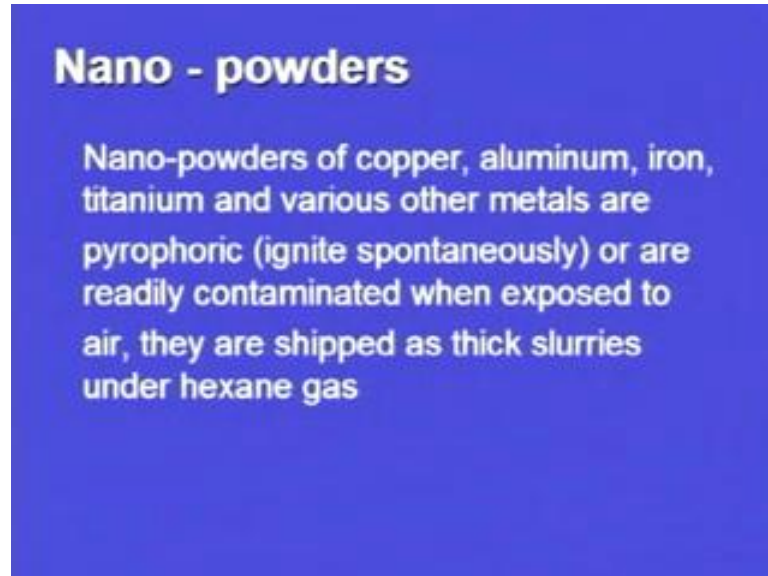 Nano - powders
Nano-powders of copper, aluminum, iron,
titanium and various other metals are
pyrophoric (ignite spontaneously) or are
readily contaminated when exposed to
air, they are shipped as thick slurries
under hexane gas